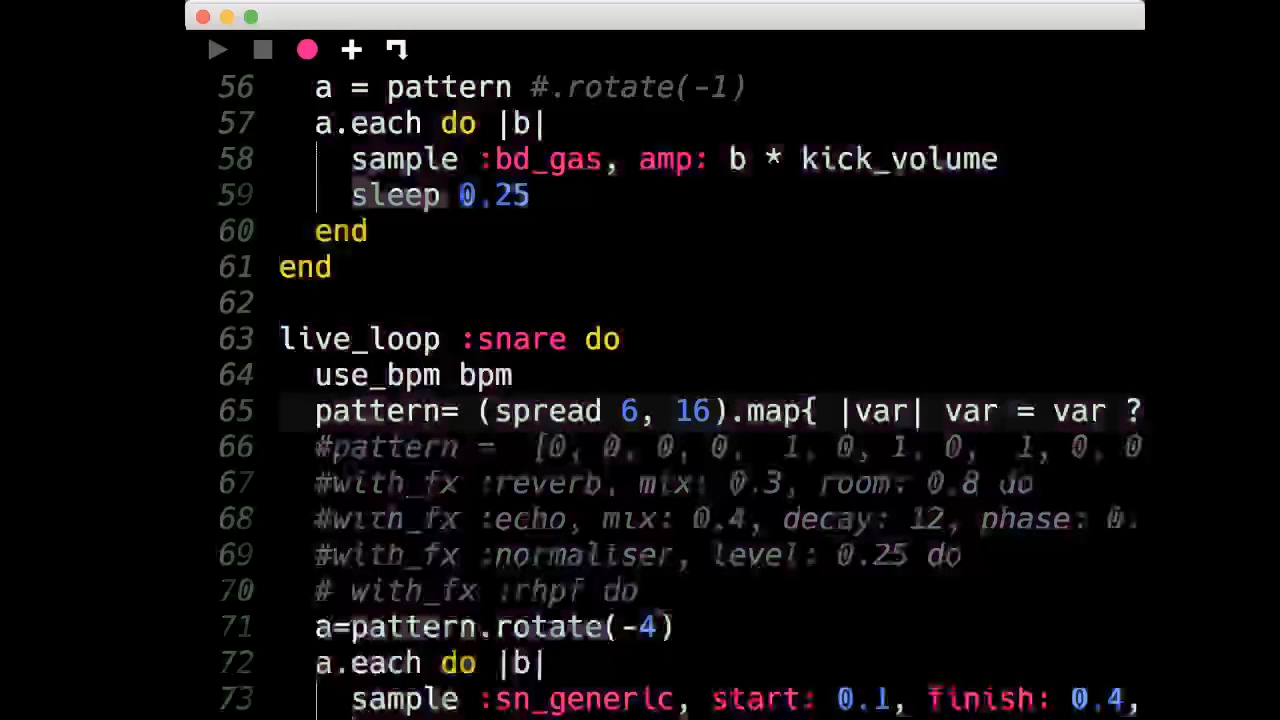 56 a = pattern #.rotate(-1)
57 a.each do |b|
58 sample :bd_gas, amp: b * kick_volume
59 sleep 0.25
60 end
61 end
62
63 live_loop :snare do
64 use_bpm bpm
65 pattern= (spread 6, 16).map{ |var| var = var ?
66 #pattern = [0, 0, 0, 0, 1, 0, 1, 0, 1, 0, 0
67 #with_fx :reverb, mix: 0.3, room: 0.8 do
68 #with_fx :echo, mix: 0.4, decay: 12, phase: 0.
69 #with_fx :normaliser, level: 0.25 do
70 # with_fx :rhpf do
71 a=pattern.rotate(-4)
72 a.each do |b|
73 sample :sn_generic, start: 0.1, finish: 0.4,